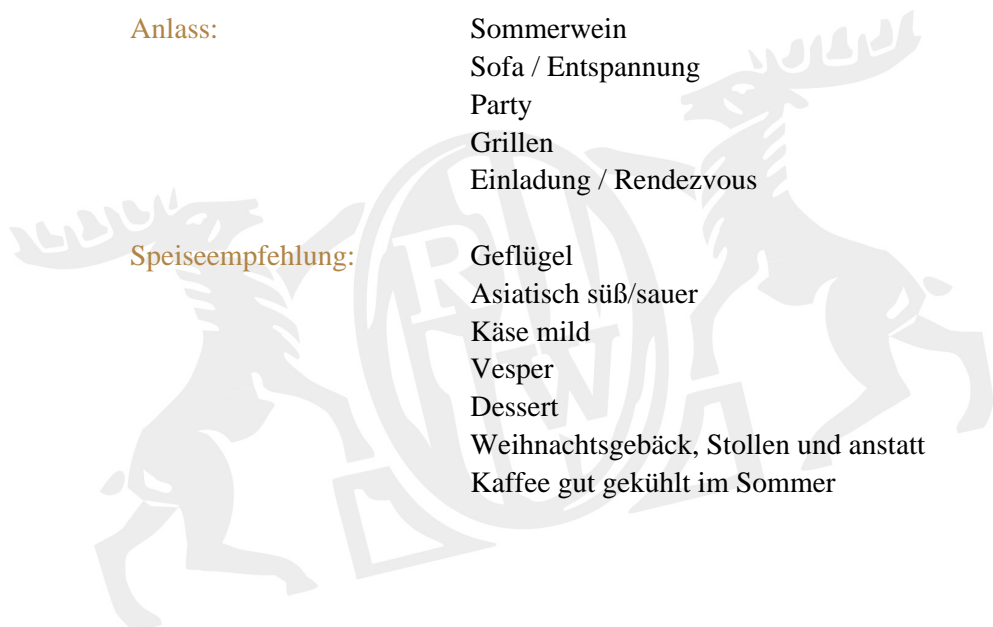 Anlass: Sommerwein
Sofa / Entspannung
Party
Grillen
Einladung / Rendezvous
Speiseempfehlung: Geflügel
Asiatisch süß/sauer
Käse mild
Vesper
Dessert
Weihnachtsgebäck, Stollen und anstatt
Kaffee gut gekühlt im Sommer
R
W